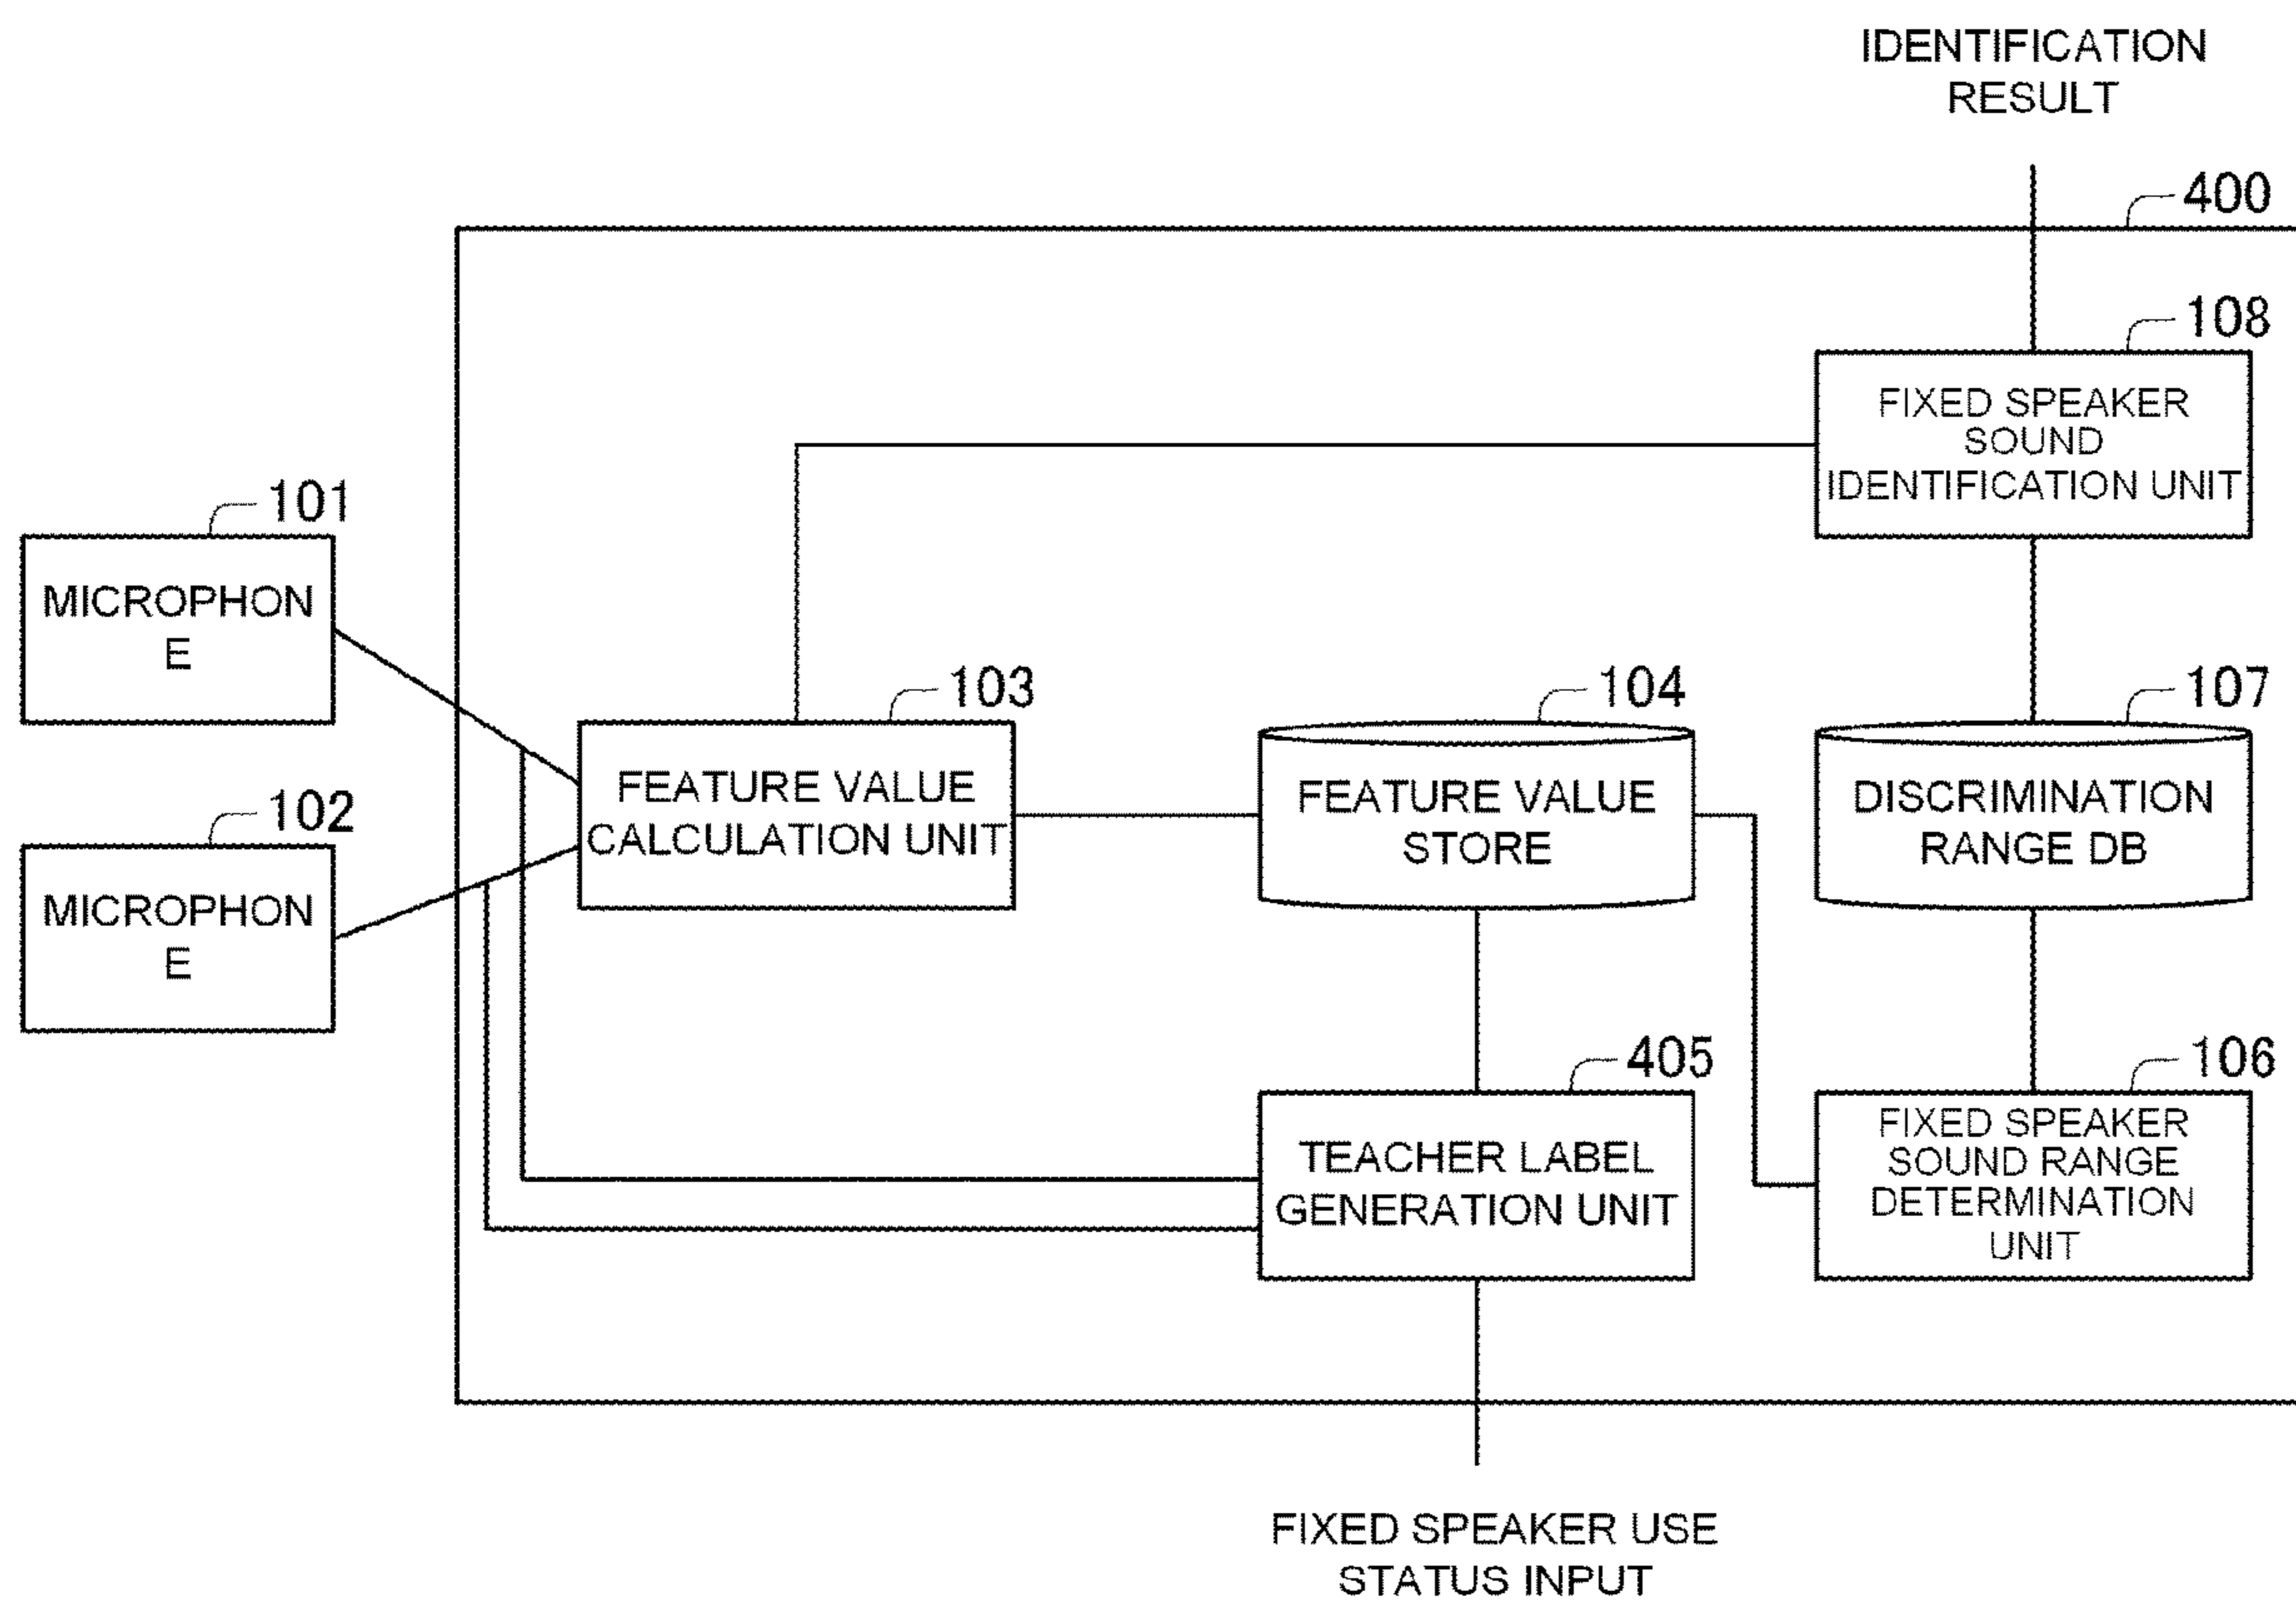 IDENTIFICATION
RESULT
400
108
FIXED SPEAKER
SOUND
IDENTIFICATION UNIT
101
MICROPHON
E
103
FEATURE VALUE
CALCULATION UNIT
104
FEATURE VALUE
STORE
107
DISCRIMINATION
RANGE DB
102
MICROPHON
E
405
TEACHER LABEL
GENERATION UNIT
106
FIXED SPEAKER
SOUND RANGE
DETERMINATION
UNIT
FIXED SPEAKER USE
STATUS INPUT